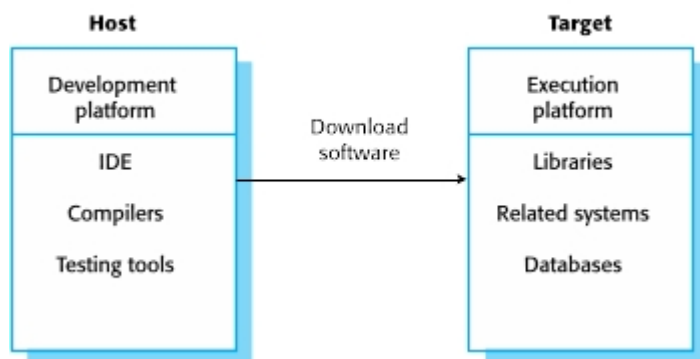 Host
Development
platform
IDE
Compilers
Testing tools
Download
software
Target
Execution
platform
Libraries
Related systems
Databases